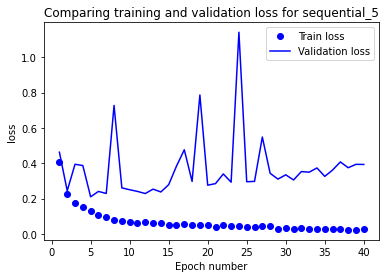 Comparing training and validation loss for sequential_5
Train loss
Validation loss
loss
1.0
0.8
0.6
0.4
0.2
0.0
0 5 10 15 20 25 30 35 40
Epoch number